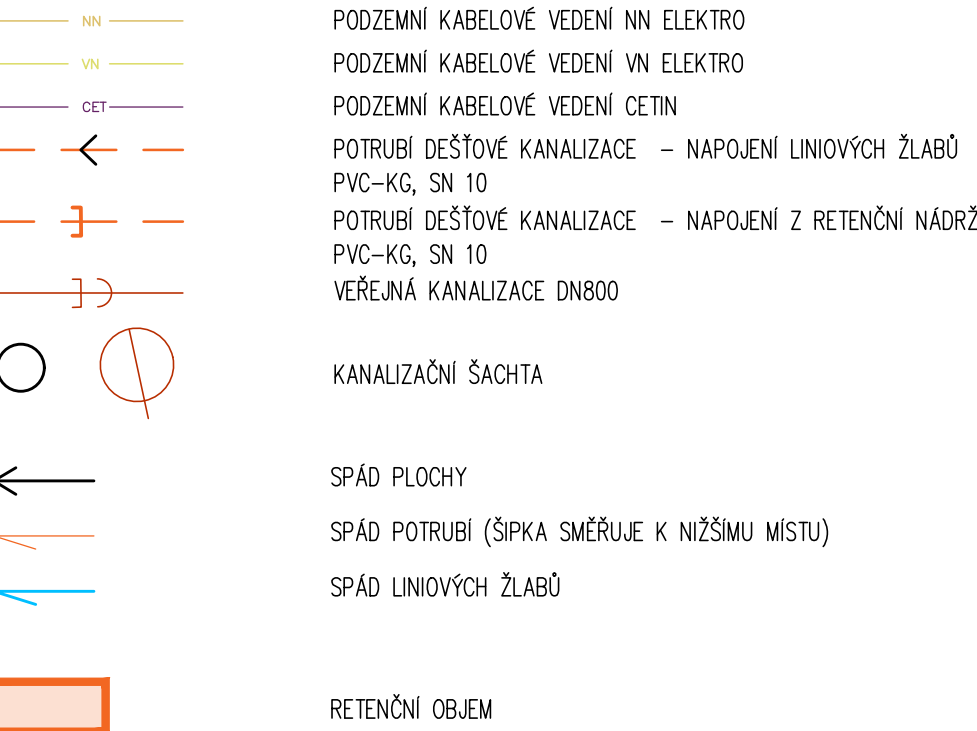 NN PODZEMNÍ KABELOVÉ VEDENÍ NN ELEKTRO
VN PODZEMNÍ KABELOVÉ VEDENÍ VN ELEKTRO
CET PODZEMNÍ KABELOVÉ VEDENÍ CETIN
POTRUBÍ DEŠŤOVÉ KANALIZACE – NAPOJENÍ LINIOVÝCH ŽLABŮ
PVC–KG, SN 10
POTRUBÍ DEŠŤOVÉ KANALIZACE – NAPOJENÍ Z RETENČNÍ NÁDRŽ
PVC–KG, SN 10
VEŘEJNÁ KANALIZACE DN800
KANALIZAČNÍ ŠACHTA
SPÁD PLOCHY
SPÁD POTRUBÍ (ŠIPKA SMĚŘUJE K NIŽŠÍMU MÍSTU)
SPÁD LINIOVÝCH ŽLABŮ
RETENČNÍ OBJEM